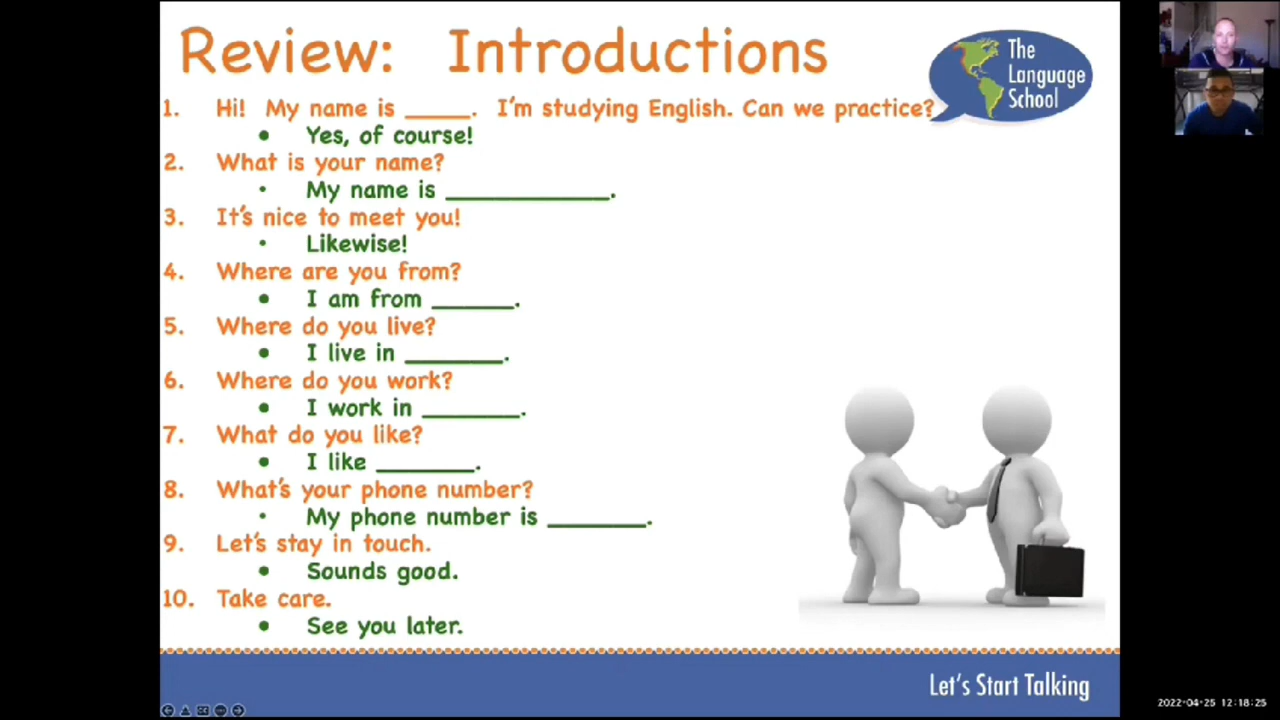 Review: Introductions
The
Language
School
1. Hi! My name is _____. I'm studying English. Can we practice?
• Yes, of course!
2. What is your name?
• My name is ____________.
3. It's nice to meet you!
• Likewise!
4. Where are you from?
• I am from ______.
5. Where do you live?
• I live in _______.
6. Where do you work?
• I work in _______.
7. What do you like?
• I like _______.
8. What's your phone number?
• My phone number is _______.
9. Let's stay in touch.
• Sounds good.
10. Take care.
• See you later.
Let's Start Talking
2022-04-25 12:18:25